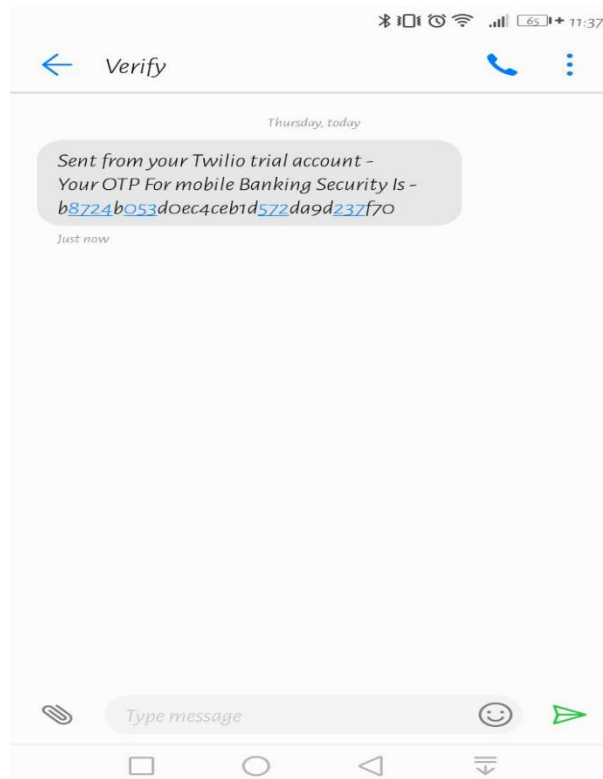 65 11:37
Verify
Thursday, today
Sent from your Twilio trial account -
Your OTP For mobile Banking Security Is -
b8724b053d0ec4ceb1d572da9d237f70
Just now
Type message